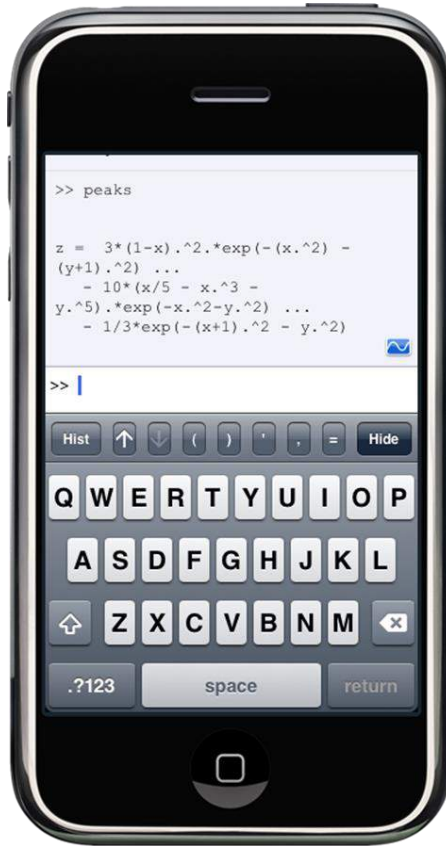 >> peaks
z =  3*(1-x).^2.*exp(-(x.^2) -
(y+1).^2) ...
   - 10*(x/5 - x.^3 -
y.^5).*exp(-x.^2-y.^2) ...
   - 1/3*exp(-(x+1).^2 - y.^2)
>>
Hist ( ) ' , = Hide
Q W E R T Y U I O P
A S D F G H J K L
Z X C V B N M
.?123 space return